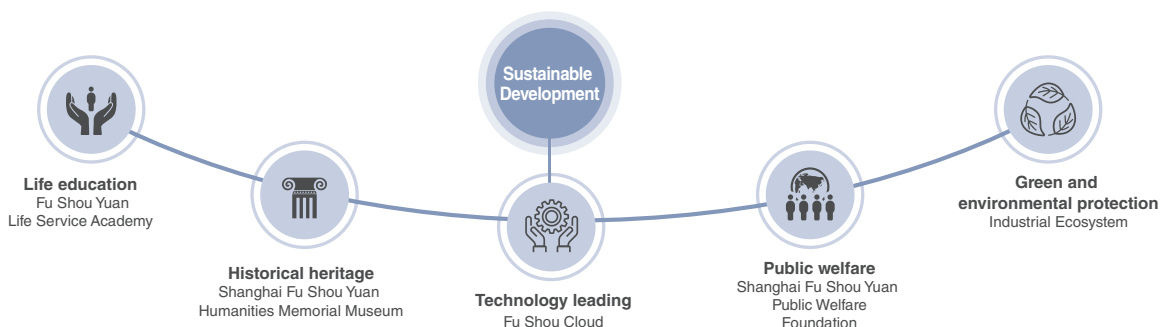 Sustainable
Development
Life education
Fu Shou Yuan
Life Service Academy
Historical heritage
Shanghai Fu Shou Yuan
Humanities Memorial Museum
Technology leading
Fu Shou Cloud
Public welfare
Shanghai Fu Shou Yuan
Public Welfare
Foundation
Green and
environmental protection
Industrial Ecosystem